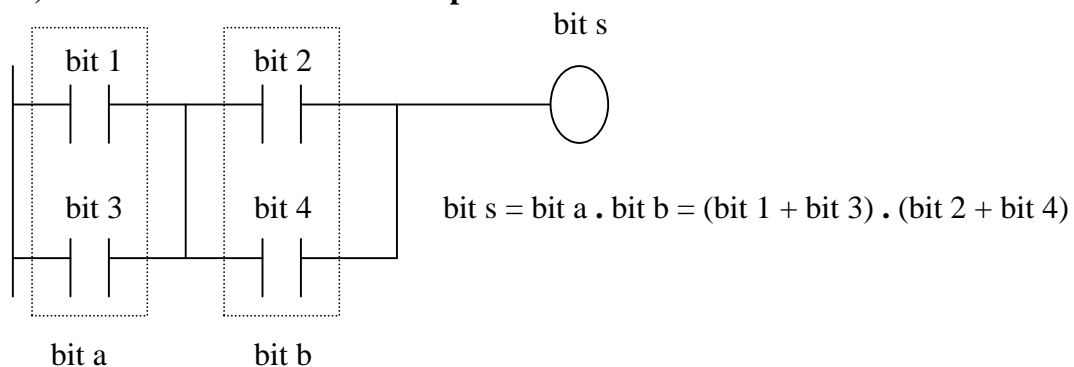 bit s
bit 1 bit 2
bit 3 bit 4
bit s = bit a . bit b = (bit 1 + bit 3) . (bit 2 + bit 4)
bit a bit b